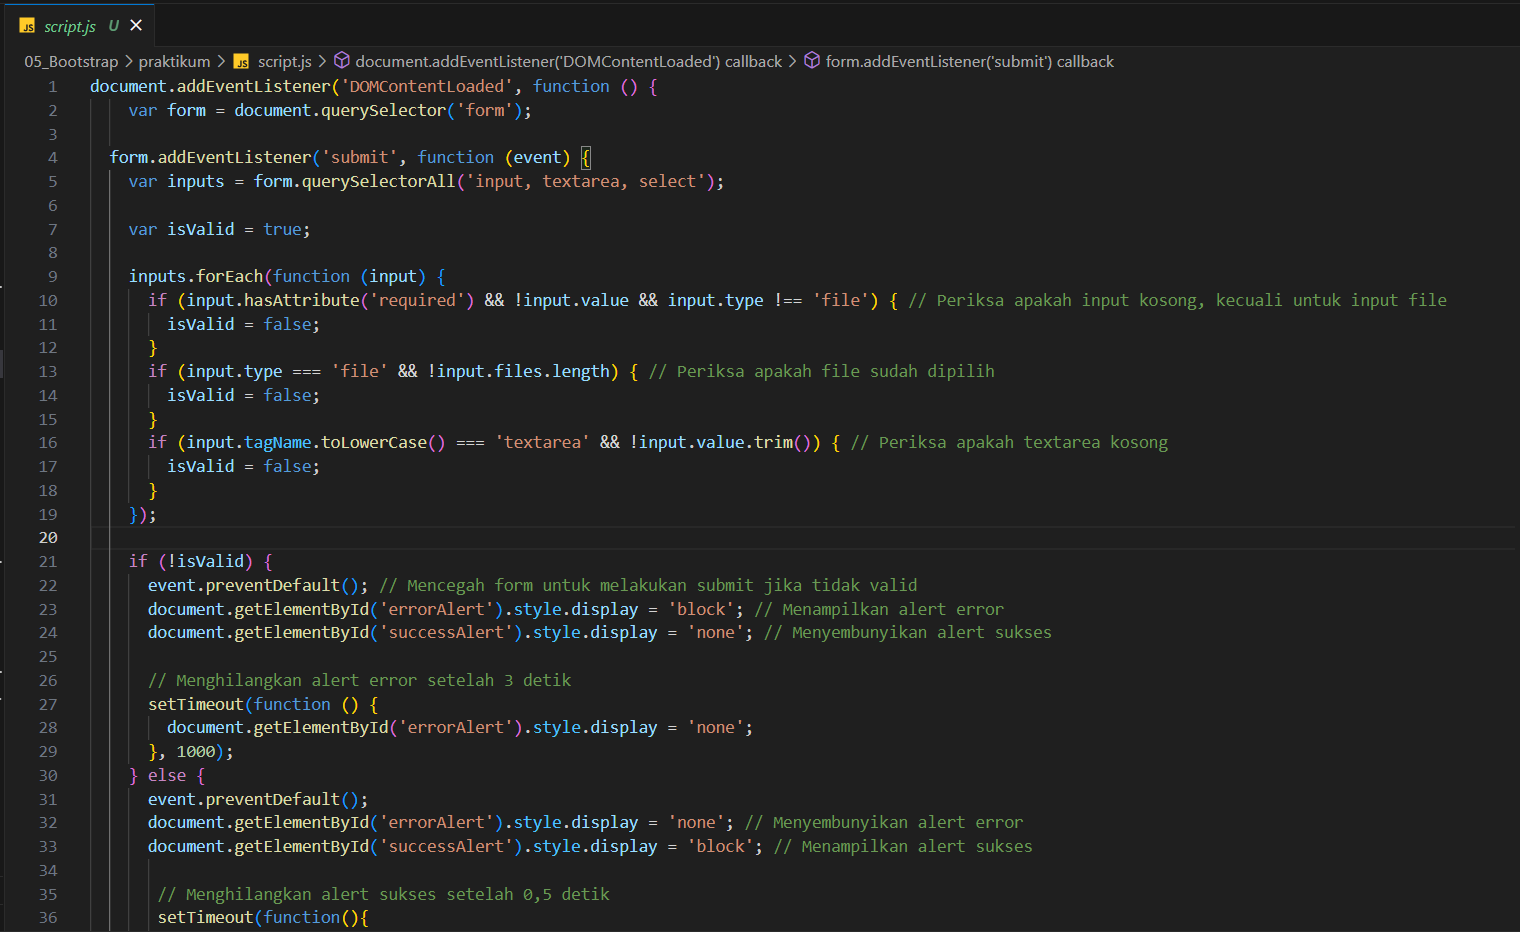 JS script.js U ×
05_Bootstrap > praktikum > JS script.js > document.addEventListener('DOMContentLoaded') callback > form.addEventListener('submit') callback
1 document.addEventListener('DOMContentLoaded', function () {
2 var form = document.querySelector('form');
3
4 form.addEventListener('submit', function (event) {
5 var inputs = form.querySelectorAll('input, textarea, select');
6
7 var isValid = true;
8
9 inputs.forEach(function (input) {
10 if (input.hasAttribute('required') && !input.value && input.type !== 'file') { // Periksa apakah input kosong, kecuali untuk input file
11 isValid = false;
12 }
13 if (input.type === 'file' && !input.files.length) { // Periksa apakah file sudah dipilih
14 isValid = false;
15 }
16 if (input.tagName.toLowerCase() === 'textarea' && !input.value.trim()) { // Periksa apakah textarea kosong
17 isValid = false;
18 }
19 });
20
21 if (!isValid) {
22 event.preventDefault(); // Mencegah form untuk melakukan submit jika tidak valid
23 document.getElementById('errorAlert').style.display = 'block'; // Menampilkan alert error
24 document.getElementById('successAlert').style.display = 'none'; // Menyembunyikan alert sukses
25
26 // Menghilangkan alert error setelah 3 detik
27 setTimeout(function () {
28 document.getElementById('errorAlert').style.display = 'none';
29 }, 1000);
30 } else {
31 event.preventDefault();
32 document.getElementById('errorAlert').style.display = 'none'; // Menyembunyikan alert error
33 document.getElementById('successAlert').style.display = 'block'; // Menampilkan alert sukses
34
35 // Menghilangkan alert sukses setelah 0,5 detik
36 setTimeout(function(){